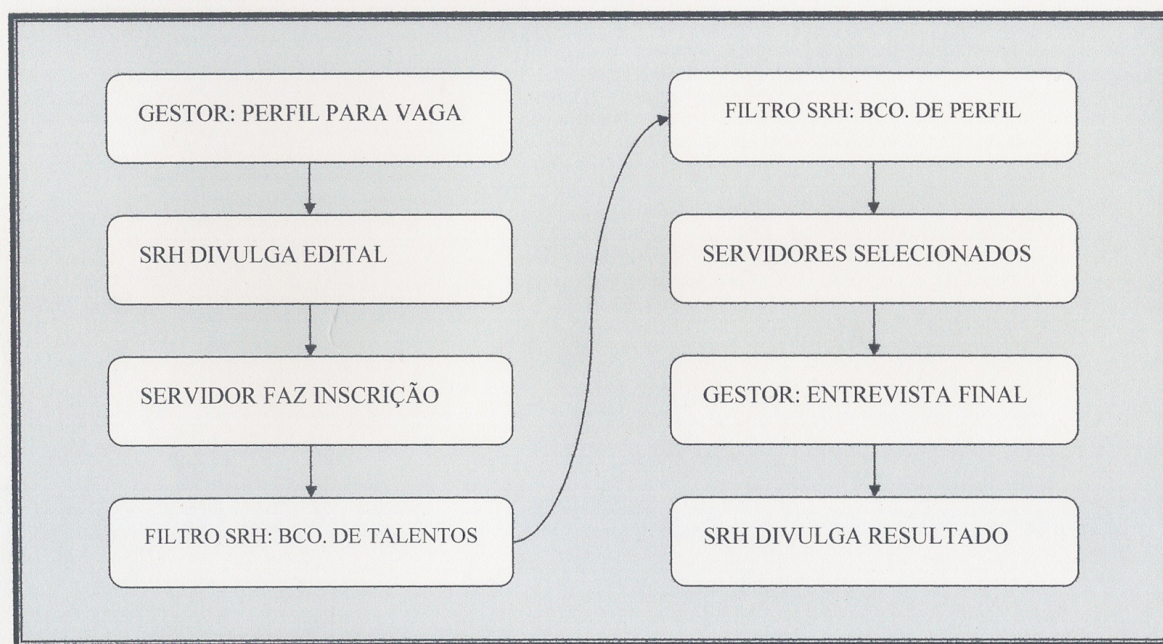 GESTOR: PERFIL PARA VAGA
SRH DIVULGA EDITAL
SERVIDOR FAZ INSCRIÇÃO
FILTRO SRH: BCO. DE TALENTOS
FILTRO SRH: BCO. DE PERFIL
SERVIDORES SELECIONADOS
GESTOR: ENTREVISTA FINAL
SRH DIVULGA RESULTADO